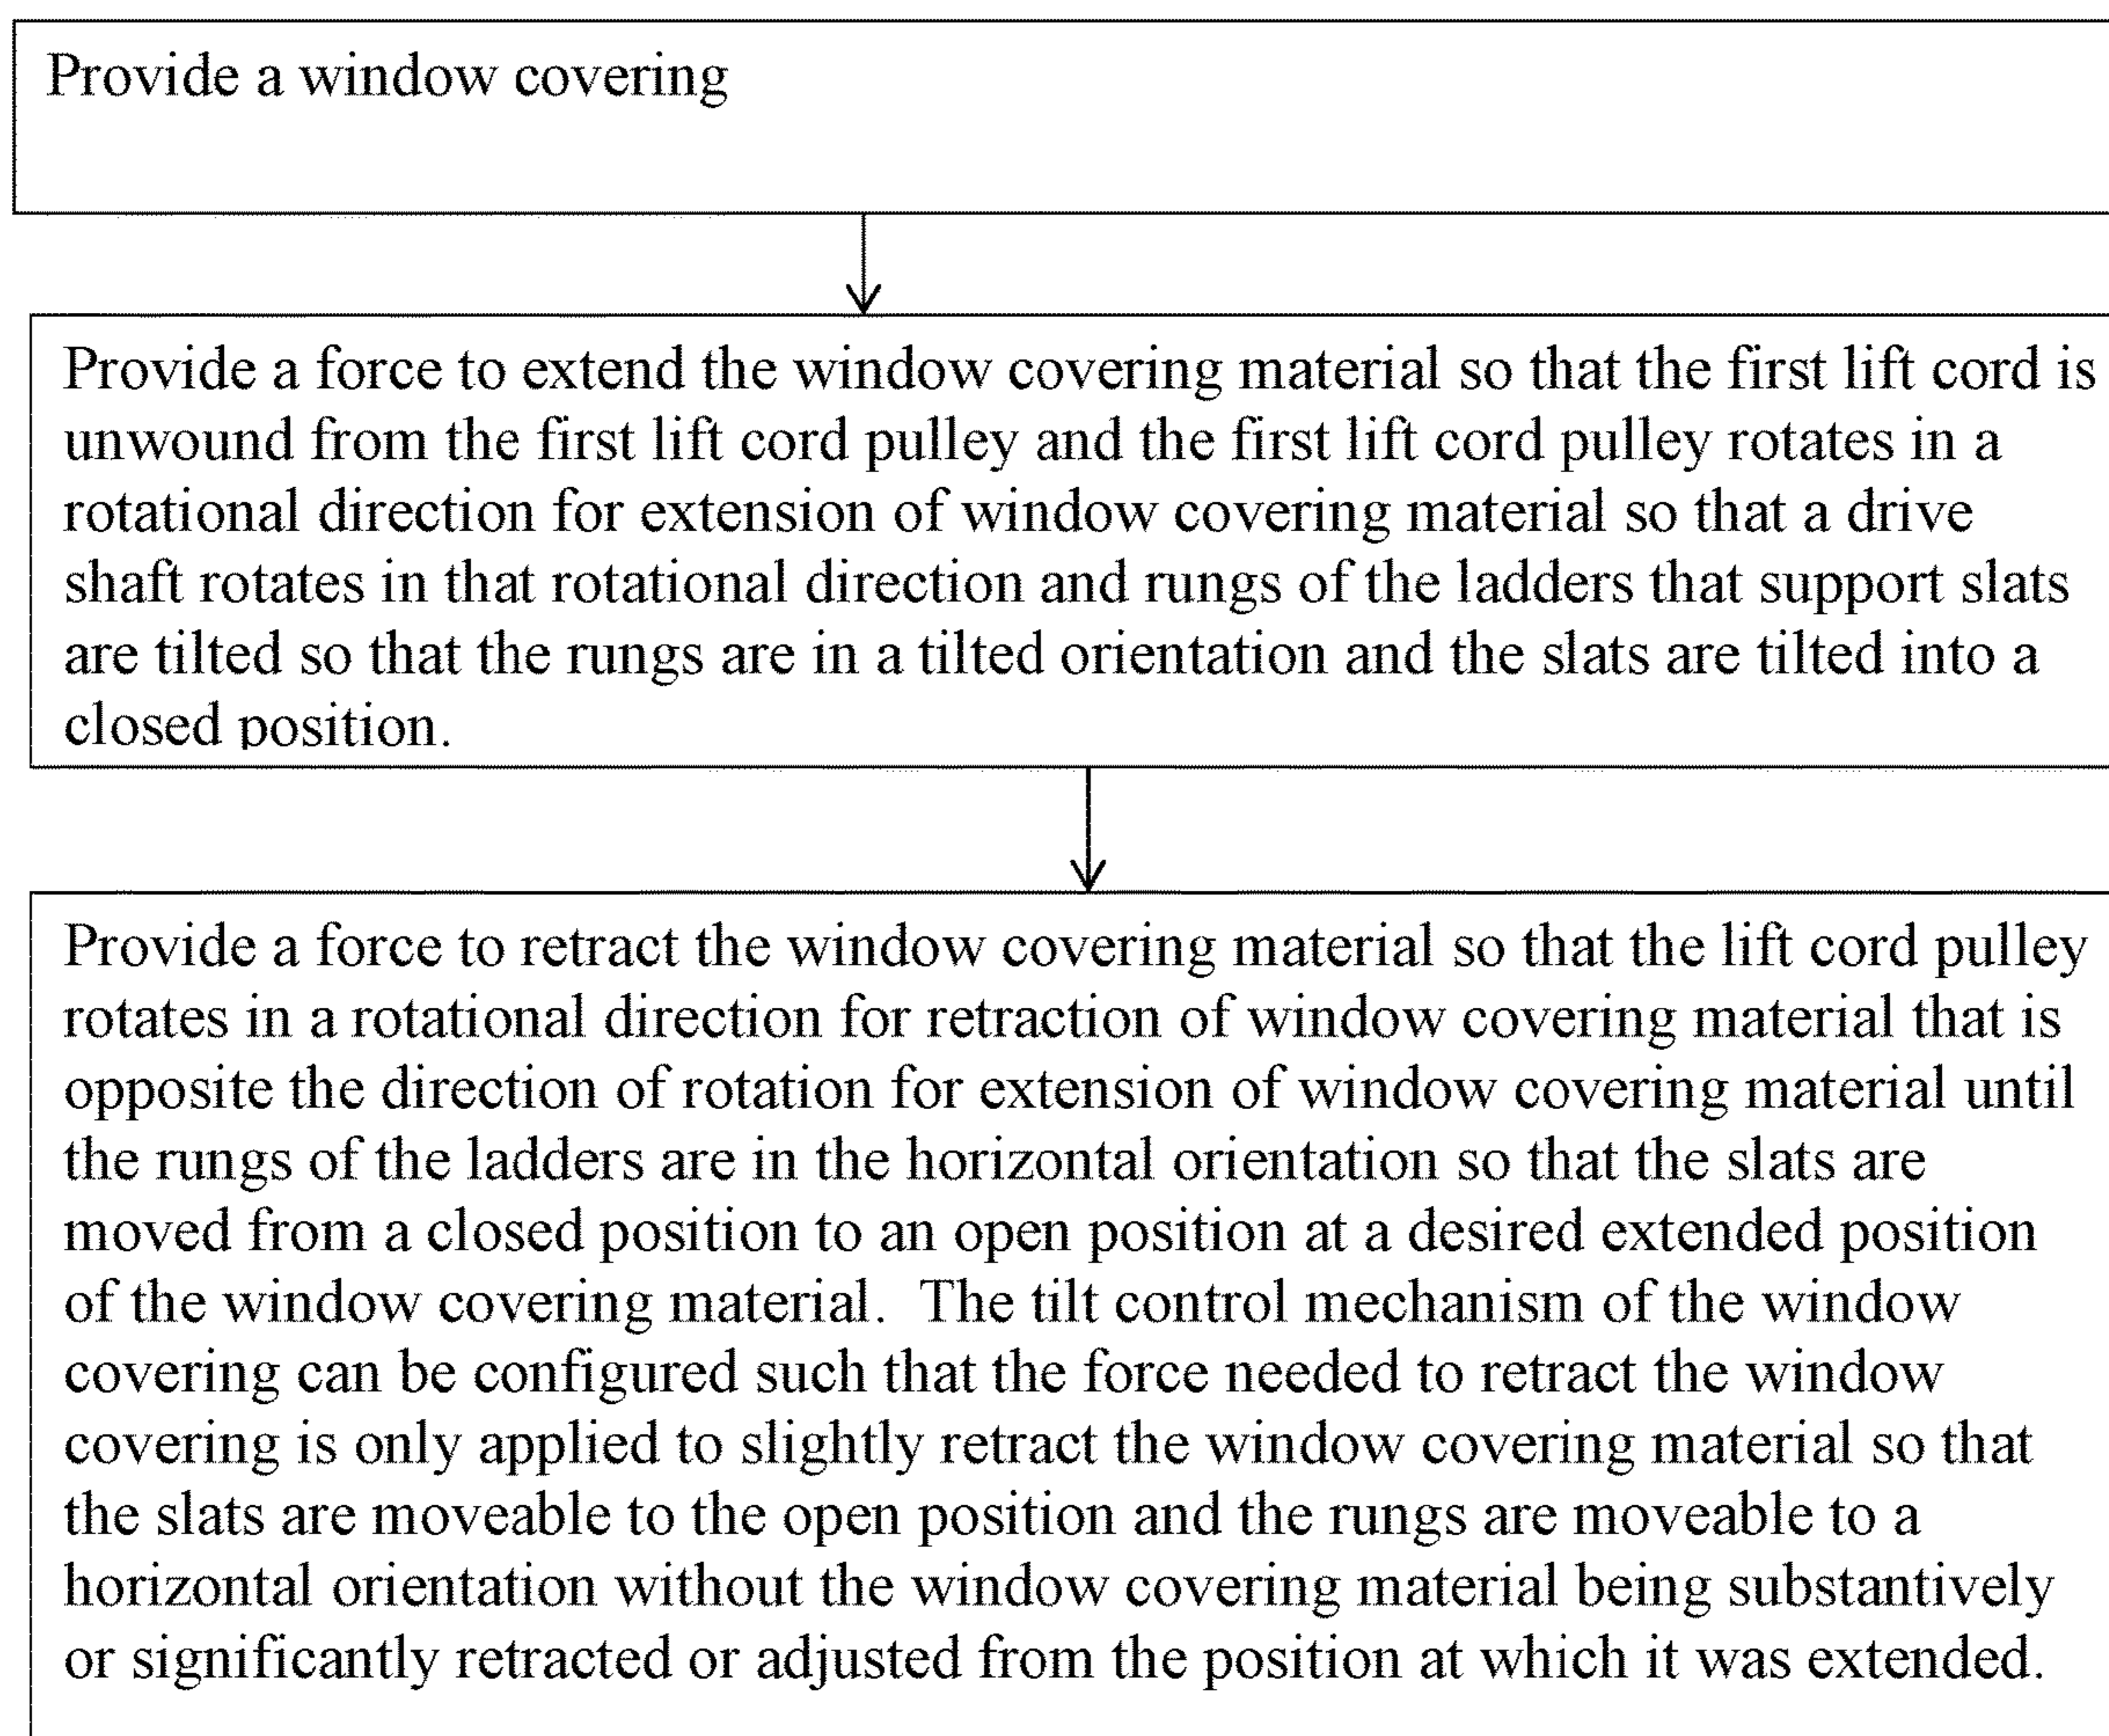 Provide a window covering
Provide a force to extend the window covering material so that the first lift cord is
unwound from the first lift cord pulley and the first lift cord pulley rotates in a
rotational direction for extension of window covering material so that a drive
shaft rotates in that rotational direction and rungs of the ladders that support slats
are tilted so that the rungs are in a tilted orientation and the slats are tilted into a
closed position.
Provide a force to retract the window covering material so that the lift cord pulley
rotates in a rotational direction for retraction of window covering material that is
opposite the direction of rotation for extension of window covering material until
the rungs of the ladders are in the horizontal orientation so that the slats are
moved from a closed position to an open position at a desired extended position
of the window covering material.  The tilt control mechanism of the window
covering can be configured such that the force needed to retract the window
covering is only applied to slightly retract the window covering material so that
the slats are moveable to the open position and the rungs are moveable to a
horizontal orientation without the window covering material being substantively
or significantly retracted or adjusted from the position at which it was extended.